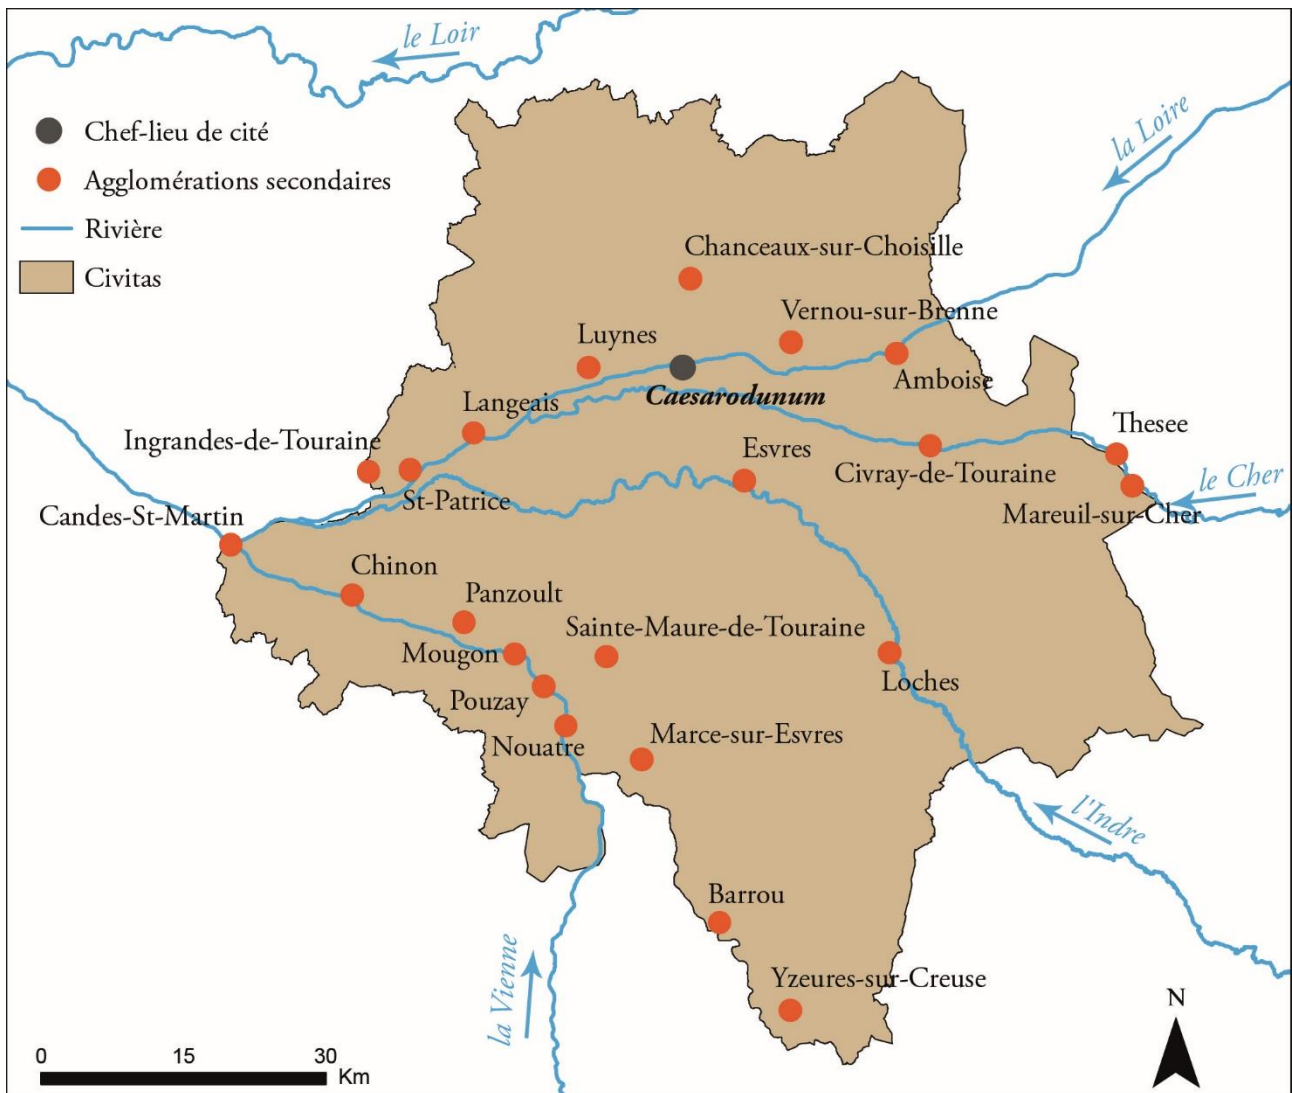 le Loir
Chef-lieu de cité
la Loire
Agglomérations secondaires
Rivière
Chanceaux-sur-Choisille
Civitas
Vernou-sur-Brenne
Luynes
Amboise
Caesarodunum
Langeais
Thesee
Ingrandes-de-Touraine
Esvres
Civray-de-Touraine
le Cher
St-Patrice
Mareuil-sur-Cher
Candes-St-Martin
Chinon
Panzoult
Sainte-Maure-de-Touraine
Mougon
Loches
Pouzay
Nouatre
Marce-sur-Esvres
l'Indre
Barrou
la Vienne
Yzeures-sur-Creuse
N
0 15 30
Km